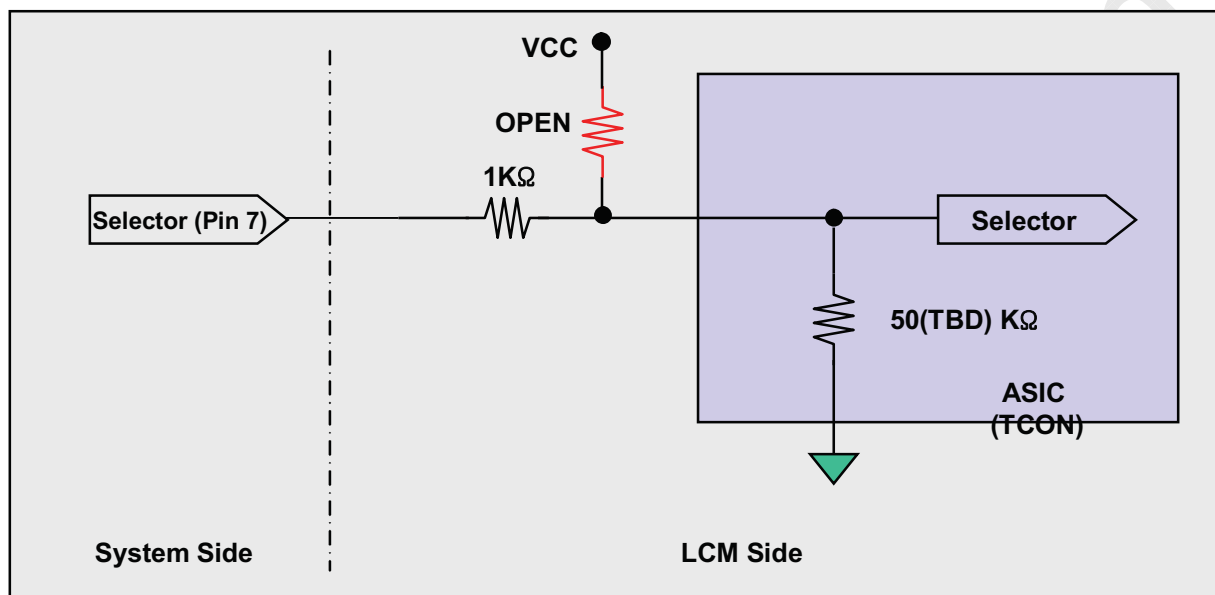 VCC
OPEN
1KΩ
Selector (Pin 7)
Selector
50(TBD) KΩ
ASIC
(TCON)
System Side
LCM Side